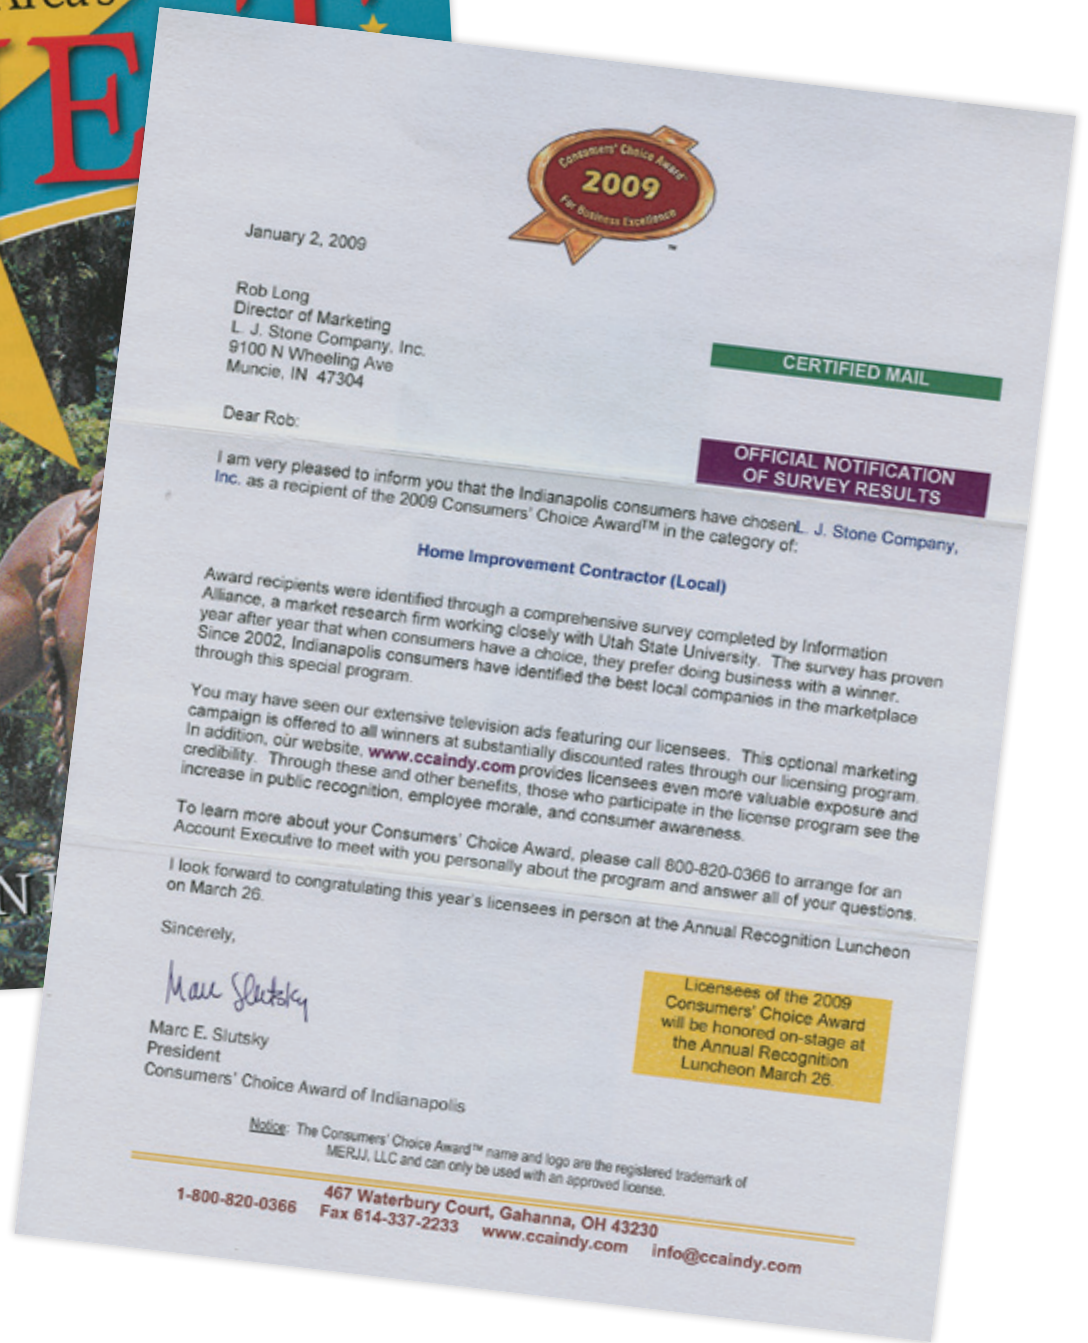 Area's
E
N
Consumers' Choice Award
2009
For Business Excellence
™
January 2, 2009
Rob Long
Director of Marketing
L. J. Stone Company, Inc.
9100 N Wheeling Ave
Muncie, IN 47304
CERTIFIED MAIL
Dear Rob:
OFFICIAL NOTIFICATION
OF SURVEY RESULTS
I am very pleased to inform you that the Indianapolis consumers have chosenL. J. Stone Company,
Inc. as a recipient of the 2009 Consumers' Choice Award™ in the category of:
Home Improvement Contractor (Local)
Award recipients were identified through a comprehensive survey completed by Information
Alliance, a market research firm working closely with Utah State University. The survey has proven
year after year that when consumers have a choice, they prefer doing business with a winner.
Since 2002, Indianapolis consumers have identified the best local companies in the marketplace
through this special program.
You may have seen our extensive television ads featuring our licensees. This optional marketing
campaign is offered to all winners at substantially discounted rates through our licensing program.
In addition, our website, www.ccaindy.com provides licensees even more valuable exposure and
credibility. Through these and other benefits, those who participate in the license program see the
increase in public recognition, employee morale, and consumer awareness.
To learn more about your Consumers' Choice Award, please call 800-820-0366 to arrange for an
Account Executive to meet with you personally about the program and answer all of your questions.
I look forward to congratulating this year's licensees in person at the Annual Recognition Luncheon
on March 26.
Sincerely,
Marc Slutsky
Marc E. Slutsky
President
Consumers' Choice Award of Indianapolis
Licensees of the 2009
Consumers' Choice Award
will be honored on-stage at
the Annual Recognition
Luncheon March 26.
Notice: The Consumers' Choice Award™ name and logo are the registered trademark of
MERJJ, LLC and can only be used with an approved license.
1-800-820-0366 467 Waterbury Court, Gahanna, OH 43230
Fax 614-337-2233 www.ccaindy.com info@ccaindy.com